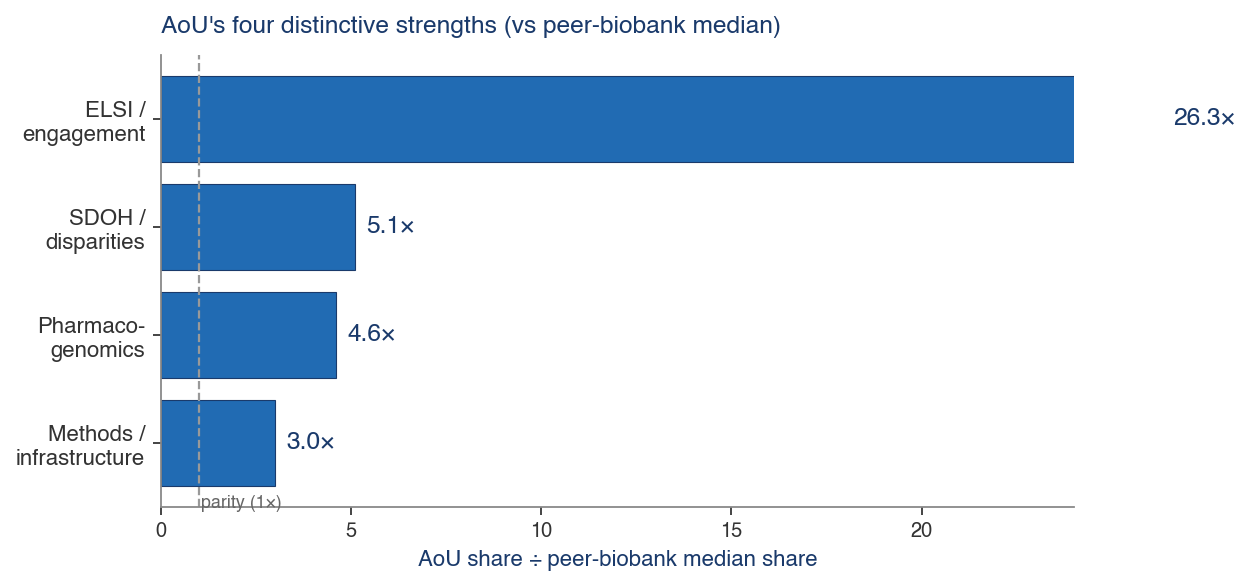 AoU's four distinctive strengths (vs peer-biobank median)
ELSI /
engagement
26.3×
SDOH /
disparities
5.1×
Pharmaco-
genomics
4.6×
Methods /
infrastructure
3.0×
parity (1×)
0
5
10
15
20
AoU share ÷ peer-biobank median share